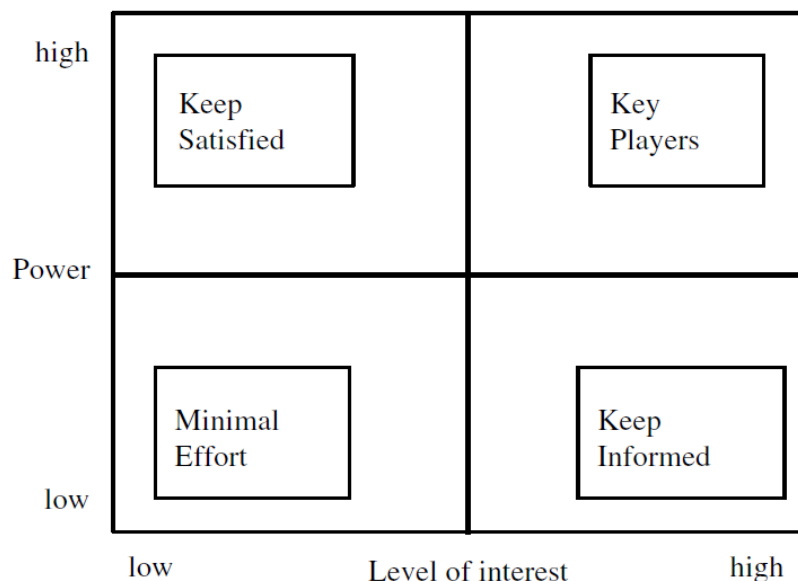 high
Keep
Satisfied
Key
Players
Power
Minimal
Effort
Keep
Informed
low
low
Level of interest
high